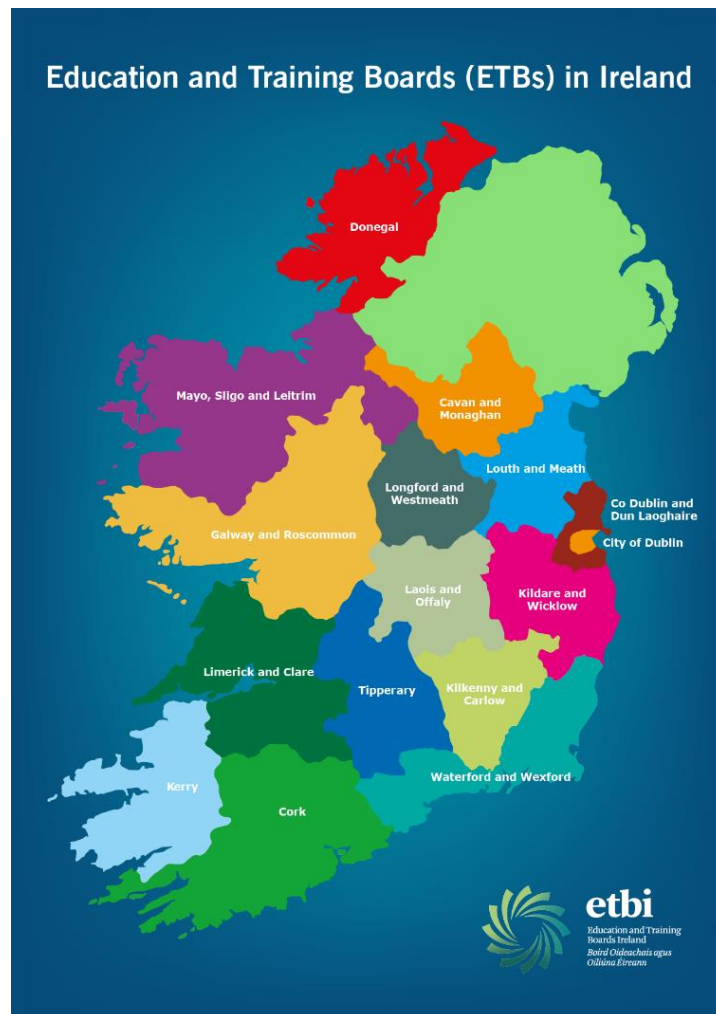 Education and Training Boards (ETBs) in Ireland
Donegal
Mayo, Sligo and Leitrim
Cavan and
Monaghan
Louth and Meath
Longford and
Westmeath
Co Dublin and
Dun Laoghaire
City of Dublin
Galway and Roscommon
Laois and
Offaly
Kildare and
Wicklow
Limerick and Clare
Tipperary
Kilkenny and
Carlow
Waterford and Wexford
Kerry
Cork
etbi
Education and Training
Boards Ireland
Boird Oideachais agus
Oiliúna Éireann